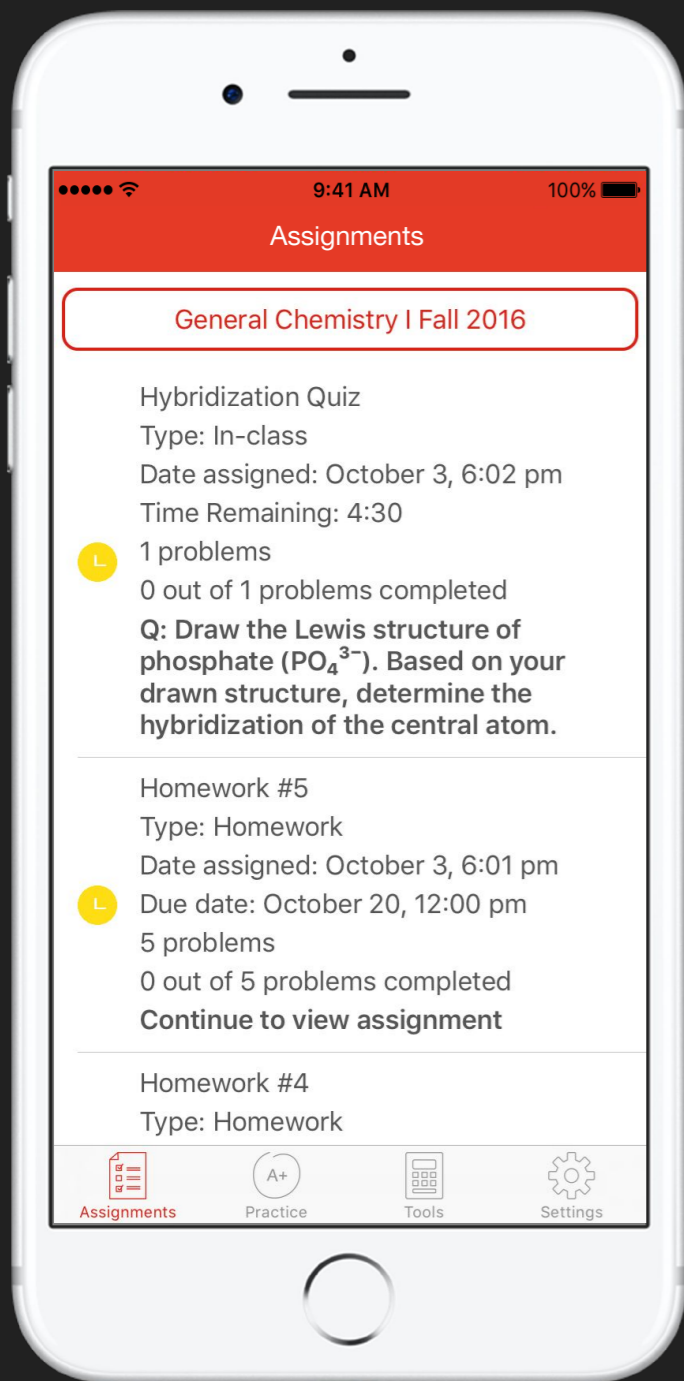 9:41 AM
100%
Assignments
General Chemistry I Fall 2016
Hybridization Quiz
Type: In-class
Date assigned: October 3, 6:02 pm
Time Remaining: 4:30
1 problems
0 out of 1 problems completed
Q: Draw the Lewis structure of
phosphate (PO₄³⁻). Based on your
drawn structure, determine the
hybridization of the central atom.
Homework #5
Type: Homework
Date assigned: October 3, 6:01 pm
Due date: October 20, 12:00 pm
5 problems
0 out of 5 problems completed
Continue to view assignment
Homework #4
Type: Homework
A+
Assignments
Practice
Tools
Settings